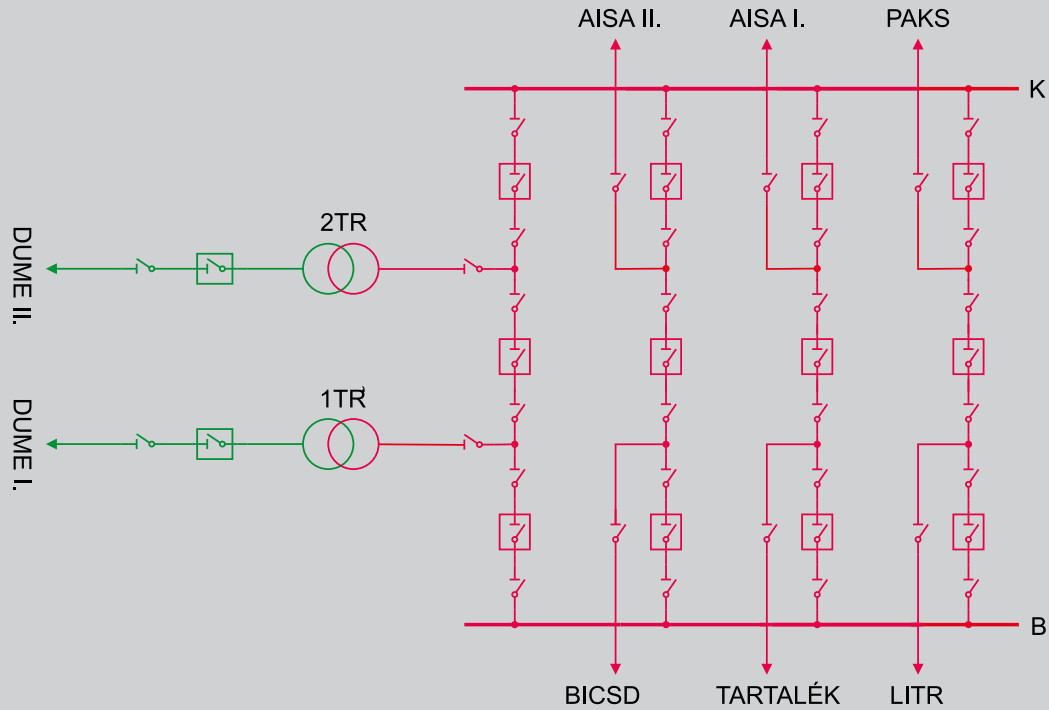 AISA II.
AISA I.
PAKS
K
2TR
DUME II.
1TR
DUME I.
B
BICSD
TARTALÉK
LITR